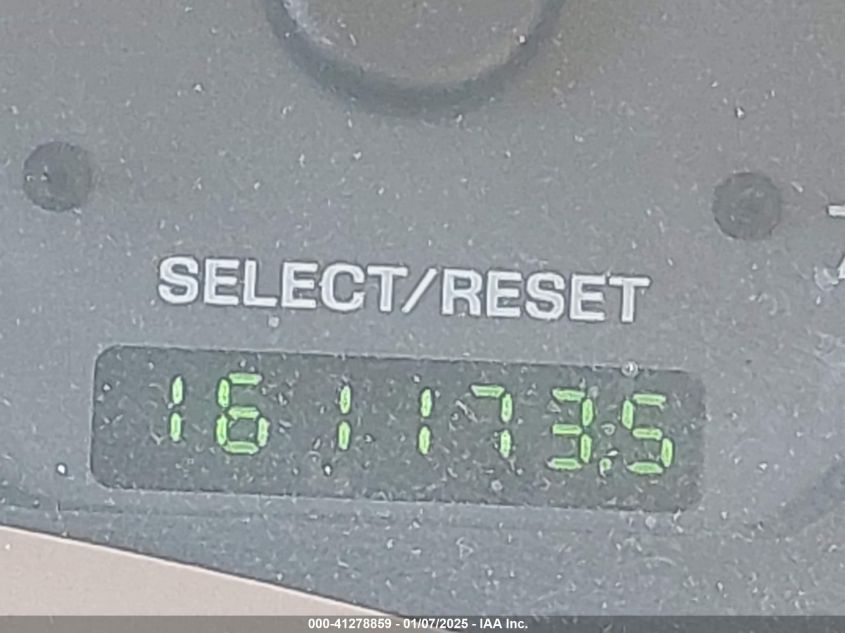 SELECT/RESET
161173.5
000-41278859 - 01/07/2025 - IAA Inc.